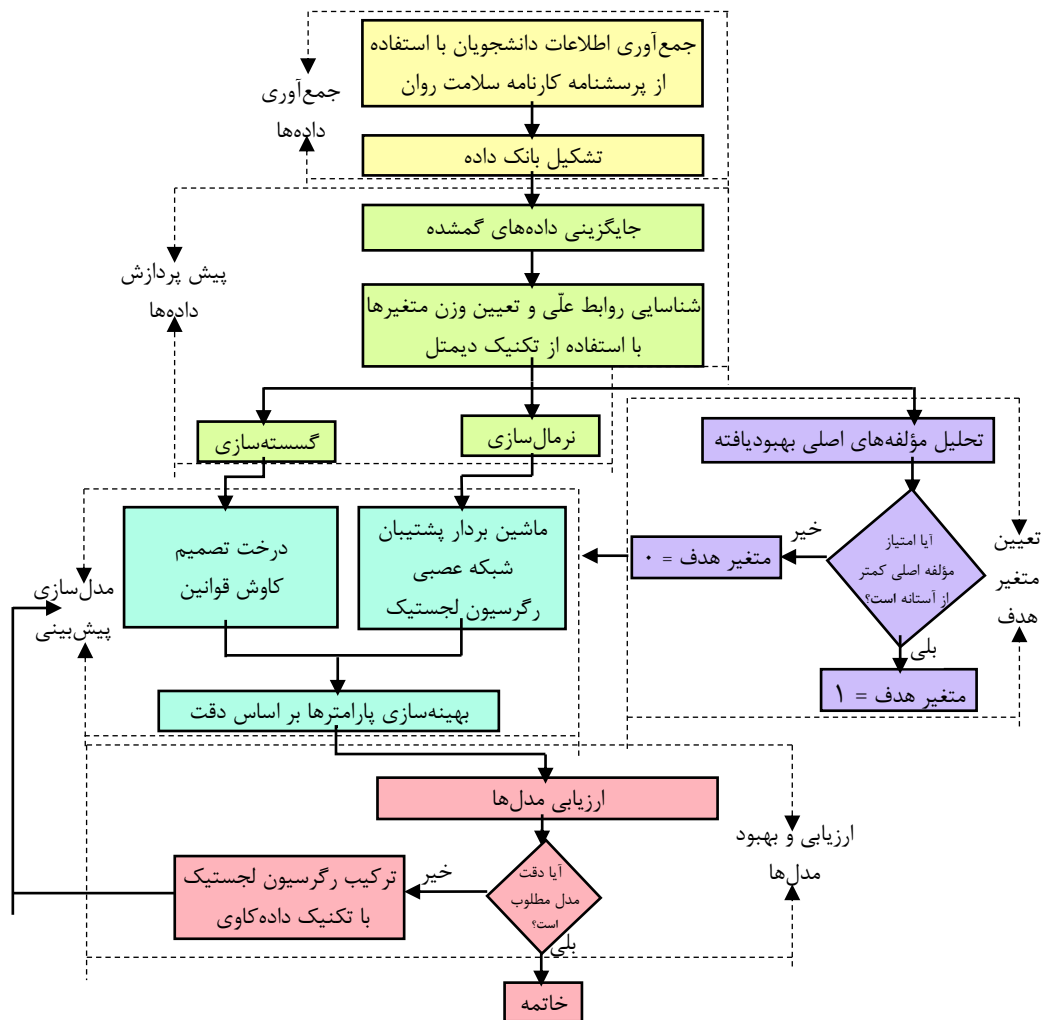 جمع‌آوری اطلاعات دانشجویان با استفاده
از پرسشنامه کارنامه سلامت روان
جمع‌آوری
داده‌ها
تشکیل بانک داده
جایگزینی داده‌های گمشده
پیش پردازش
داده‌ها
شناسایی روابط علّی و تعیین وزن متغیرها
با استفاده از تکنیک دیمتل
تحلیل مؤلفه‌های اصلی بهبودیافته
نرمال‌سازی
گسسته‌سازی
تعیین
متغیر
هدف
آیا امتیاز
مؤلفه اصلی کمتر
از آستانه است؟
خیر
متغیر هدف = ۰
بلی
متغیر هدف = ۱
ماشین بردار پشتیبان
شبکه عصبی
رگرسیون لجستیک
درخت تصمیم
کاوش قوانین
مدل‌سازی
پیش‌بینی
بهینه‌سازی پارامترها بر اساس دقت
ارزیابی مدل‌ها
ارزیابی و بهبود
مدل‌ها
آیا دقت
مدل مطلوب
است؟
خیر
ترکیب رگرسیون لجستیک
با تکنیک داده‌کاوی
بلی
خاتمه